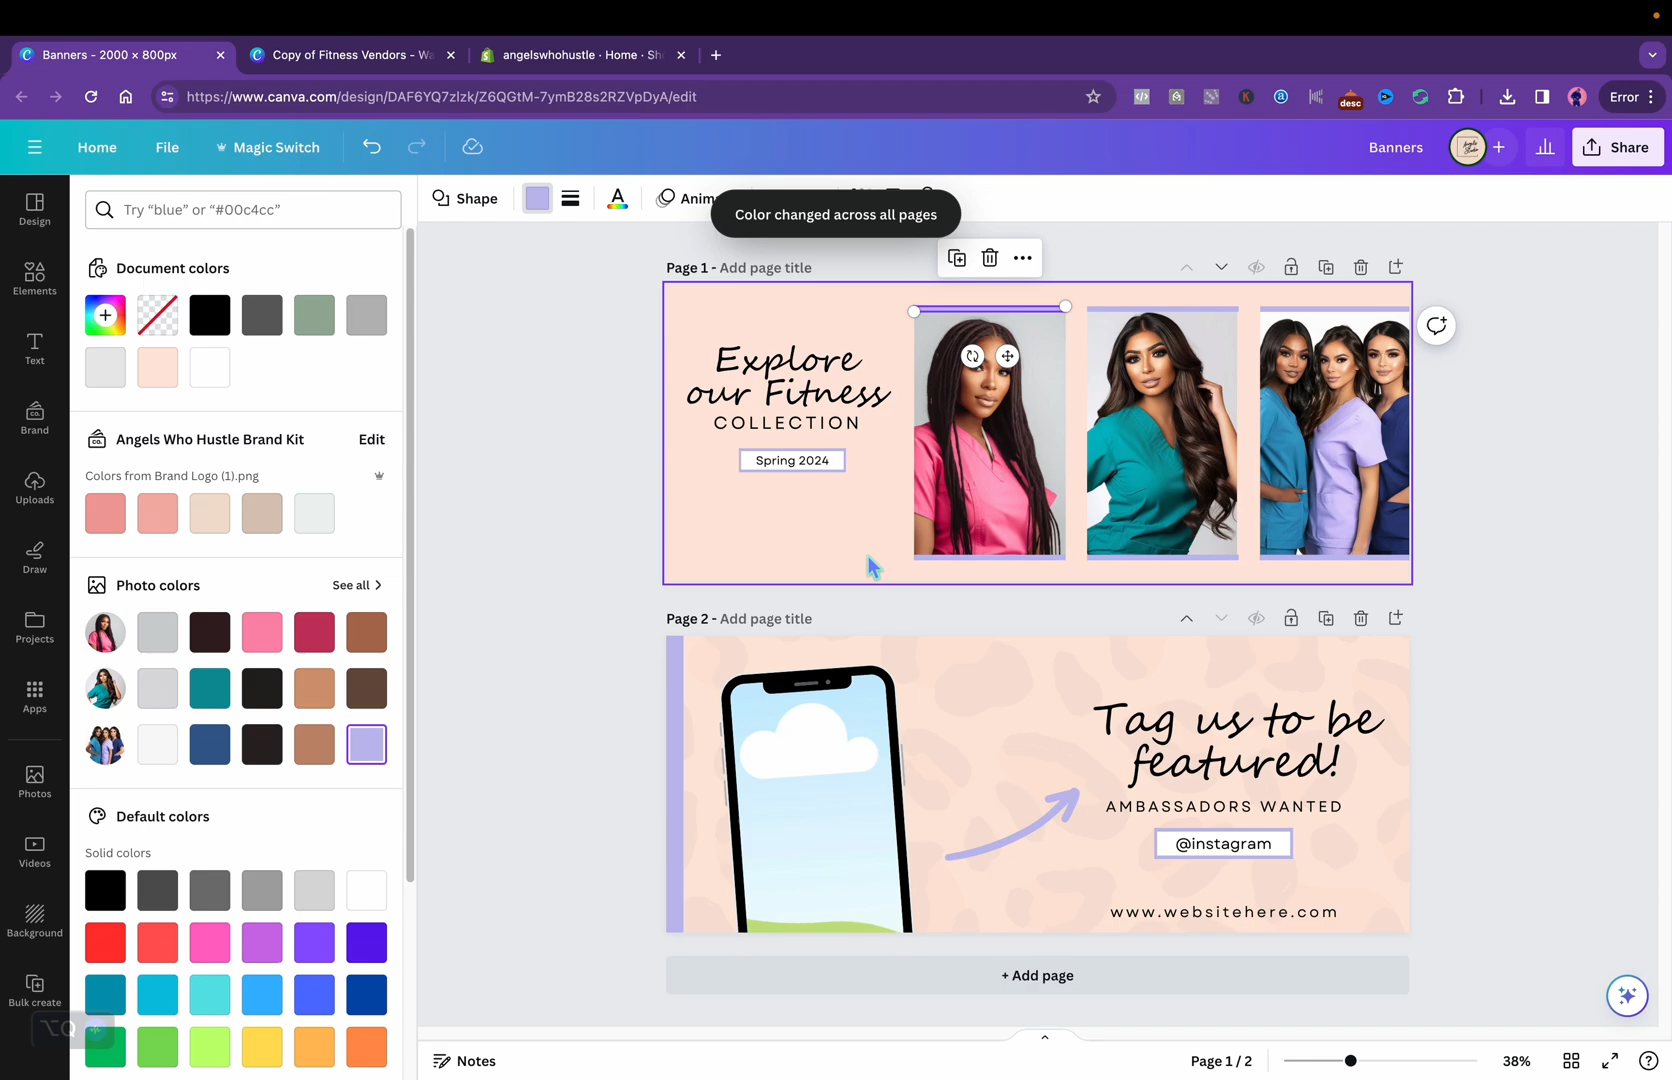 Banners - 2000 × 800px
Copy of Fitness Vendors - Wa
angelswhohustle · Home · Sh
https://www.canva.com/design/DAF6YQ7zlzk/Z6QGtM-7ymB28s2RZVpDyA/edit
desc
Error
Home
File
Magic Switch
Banners
Share
Design
Elements
Text
Brand
Uploads
Draw
Projects
Apps
Photos
Videos
Background
Bulk create
Try “blue” or “#00c4cc”
Document colors
Angels Who Hustle Brand Kit
Edit
Colors from Brand Logo (1).png
Photo colors
See all
Default colors
Solid colors
⌥Q
Shape
Anim
Color changed across all pages
Page 1 - Add page title
Explore
our Fitness
COLLECTION
Spring 2024
Page 2 - Add page title
Tag us to be
featured!
AMBASSADORS WANTED
@instagram
www.websitehere.com
+ Add page
Notes
Page 1 / 2
38%